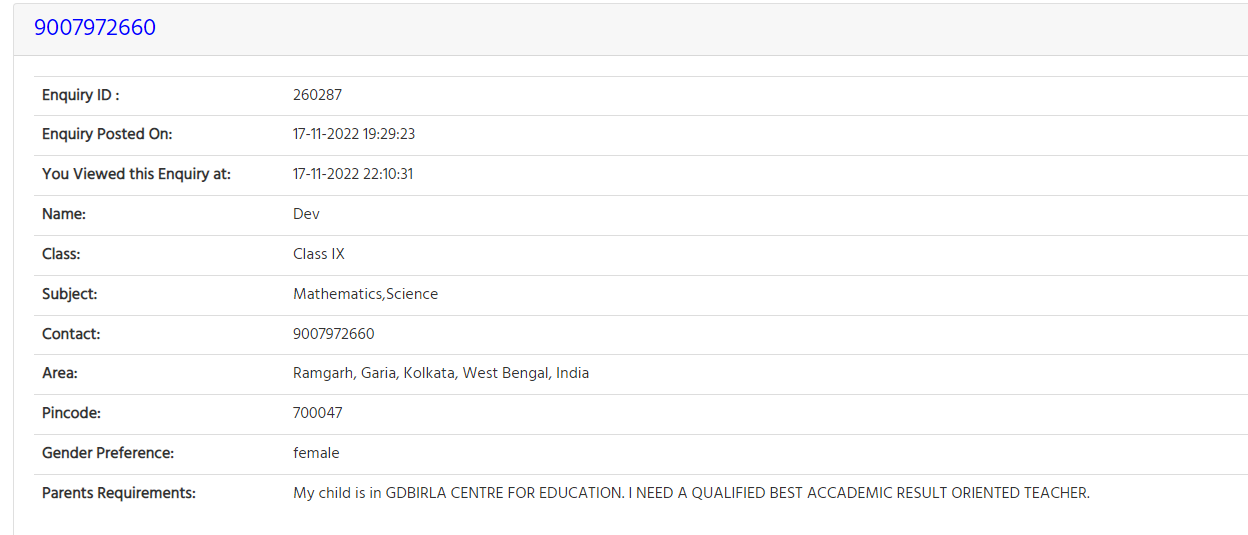 9007972660
Enquiry ID : 260287
Enquiry Posted On: 17-11-2022 19:29:23
You Viewed this Enquiry at: 17-11-2022 22:10:31
Name: Dev
Class: Class IX
Subject: Mathematics,Science
Contact: 9007972660
Area: Ramgarh, Garia, Kolkata, West Bengal, India
Pincode: 700047
Gender Preference: female
Parents Requirements: My child is in GDBIRLA CENTRE FOR EDUCATION. I NEED A QUALIFIED BEST ACCADEMIC RESULT ORIENTED TEACHER.